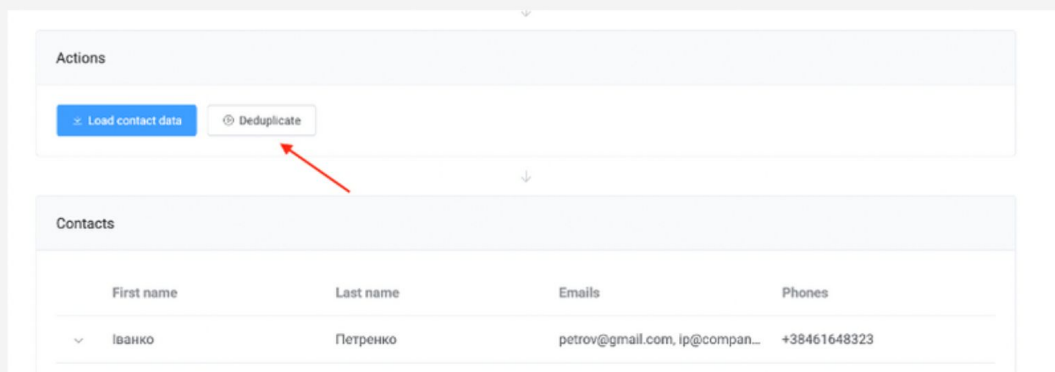 Actions
Load contact data Deduplicate
Contacts
First name Last name Emails Phones
Іванко Петренко petrov@gmail.com, ip@compan... +38461648323